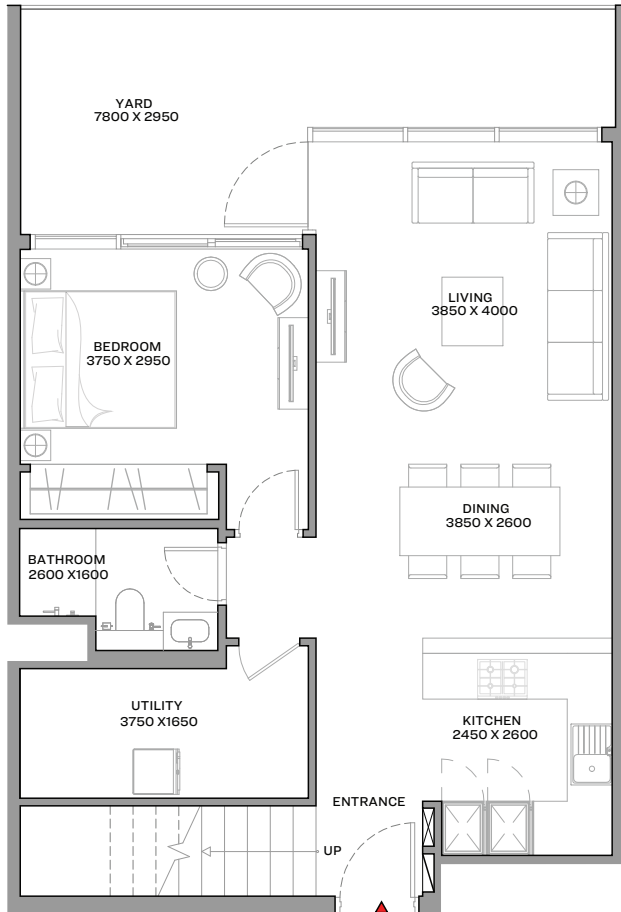 YARD
7800 X 2950
LIVING
3850 X 4000
BEDROOM
3750 X 2950
DINING
3850 X 2600
BATHROOM
2600 X1600
UTILITY
3750 X1650
KITCHEN
2450 X 2600
ENTRANCE
UP